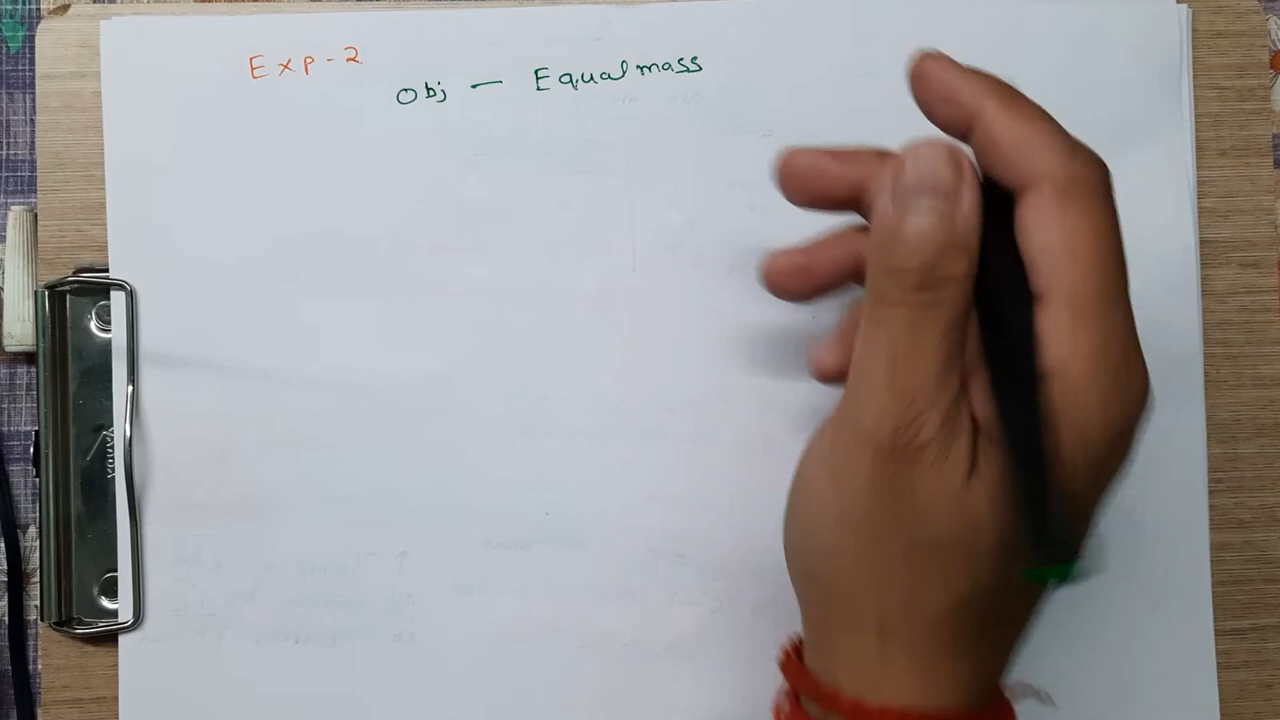 Exp-2
Obj — Equal mass